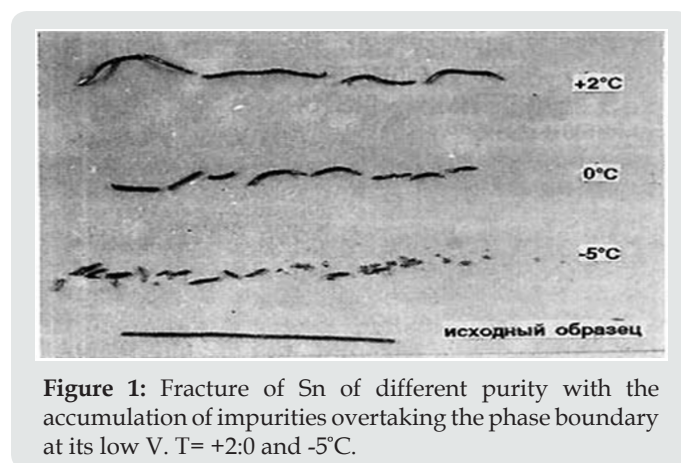 +2°C
0°C
-5°C
исходный образец
Figure 1: Fracture of Sn of different purity with the
accumulation of impurities overtaking the phase boundary
at its low V. T= +2:0 and -5°C.